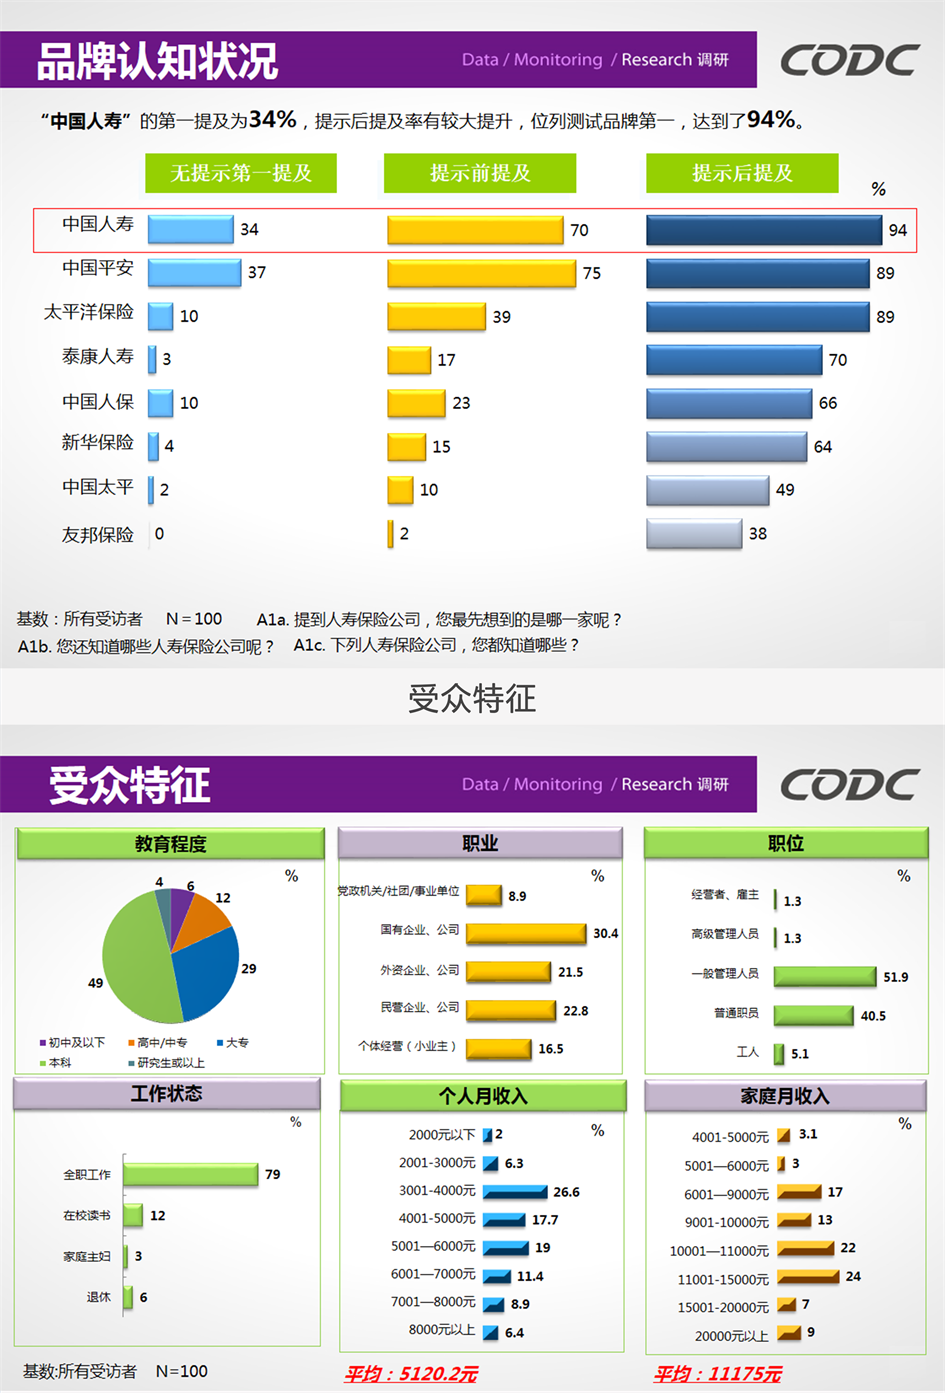 品牌认知状况
Data / Monitoring / Research 调研
CODC
“中国人寿”的第一提及为34%，提示后提及率有较大提升，位列测试品牌第一，达到了94%。
无提示第一提及 提示前提及 提示后提及
%
中国人寿 34 70 94
中国平安 37 75 89
太平洋保险 10 39 89
泰康人寿 3 17 70
中国人保 10 23 66
新华保险 4 15 64
中国太平 2 10 49
友邦保险 0 2 38
基数：所有受访者 N＝100 A1a. 提到人寿保险公司，您最先想到的是哪一家呢？
A1b. 您还知道哪些人寿保险公司呢？ A1c. 下列人寿保险公司，您都知道哪些？
受众特征
受众特征
Data / Monitoring / Research 调研
CODC
教育程度
%
4
6
12
29
49
初中及以下 高中/中专 大专
本科 研究生或以上
职业
%
党政机关/社团/事业单位 8.9
国有企业、公司 30.4
外资企业、公司 21.5
民营企业、公司 22.8
个体经营（小业主） 16.5
职位
%
经营者、雇主 1.3
高级管理人员 1.3
一般管理人员 51.9
普通职员 40.5
工人 5.1
工作状态
%
全职工作 79
在校读书 12
家庭主妇 3
退休 6
个人月收入
%
2000元以下 2
2001-3000元 6.3
3001-4000元 26.6
4001-5000元 17.7
5001—6000元 19
6001—7000元 11.4
7001—8000元 8.9
8000元以上 6.4
家庭月收入
%
4001-5000元 3.1
5001—6000元 3
6001—9000元 17
9001-10000元 13
10001—11000元 22
11001-15000元 24
15001-20000元 7
20000元以上 9
基数:所有受访者 N=100
平均：5120.2元
平均：11175元